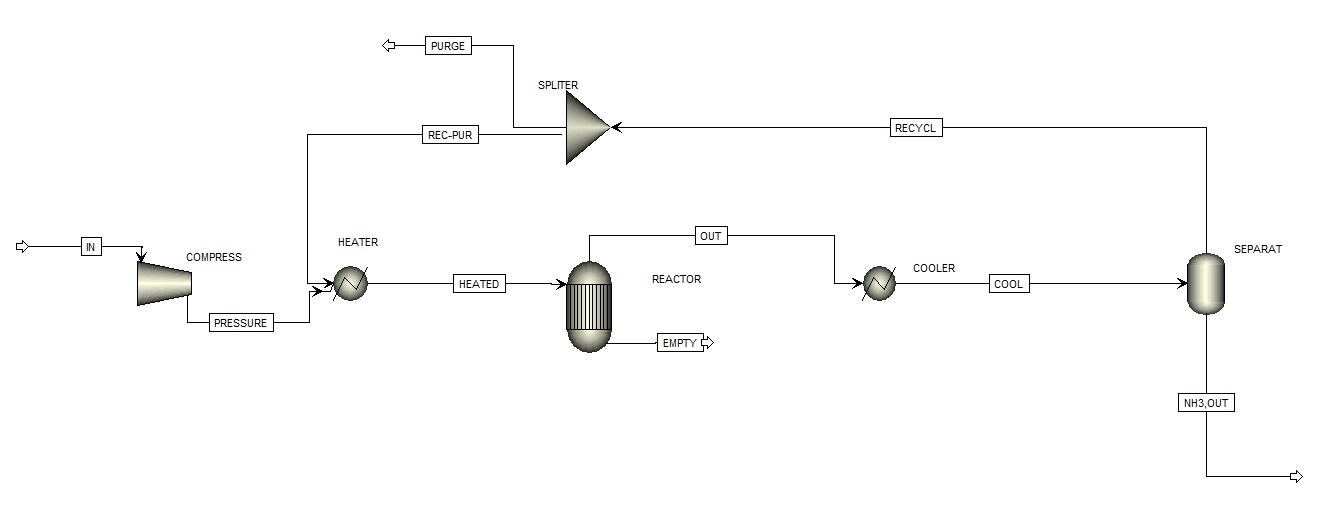 PURGE
SPLITER
REC-PUR
RECYCL
IN
COMPRESS
HEATER
OUT
SEPARAT
COOLER
REACTOR
HEATED
COOL
PRESSURE
EMPTY
NH3,OUT